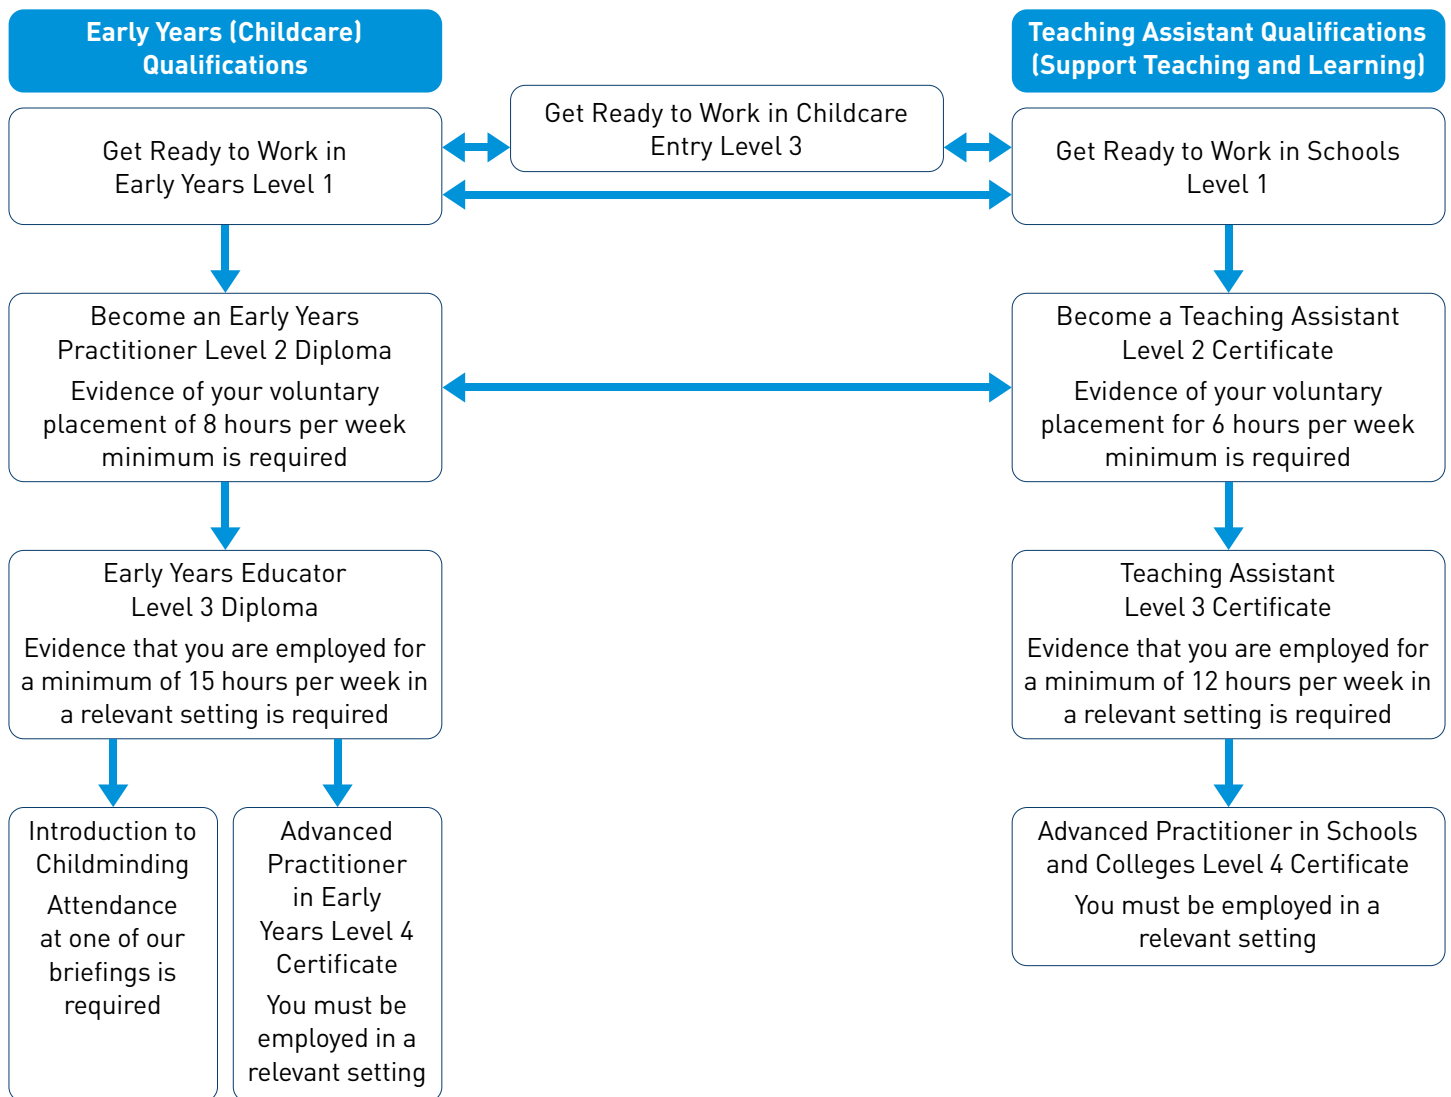 Early Years (Childcare)
Qualifications
Teaching Assistant Qualifications
(Support Teaching and Learning)
Get Ready to Work in
Early Years Level 1
Get Ready to Work in Childcare
Entry Level 3
Get Ready to Work in Schools
Level 1
Become an Early Years
Practitioner Level 2 Diploma
Evidence of your voluntary
placement of 8 hours per week
minimum is required
Become a Teaching Assistant
Level 2 Certificate
Evidence of your voluntary
placement for 6 hours per week
minimum is required
Early Years Educator
Level 3 Diploma
Evidence that you are employed for
a minimum of 15 hours per week in
a relevant setting is required
Teaching Assistant
Level 3 Certificate
Evidence that you are employed for
a minimum of 12 hours per week in
a relevant setting is required
Introduction to
Childminding
Attendance
at one of our
briefings is
required
Advanced
Practitioner
in Early
Years Level 4
Certificate
You must be
employed in a
relevant setting
Advanced Practitioner in Schools
and Colleges Level 4 Certificate
You must be employed in a
relevant setting